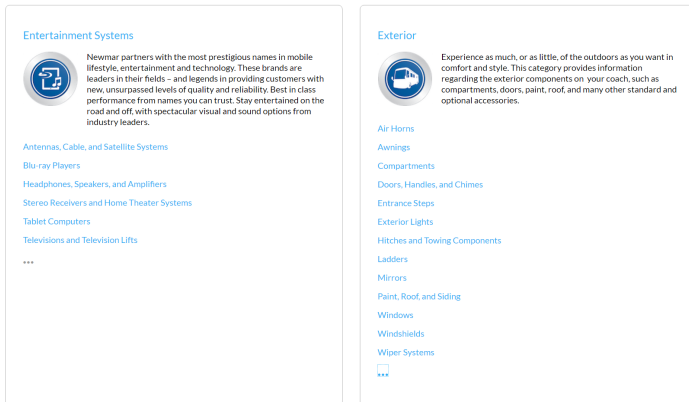 Entertainment Systems
Newmar partners with the most prestigious names in mobile
lifestyle, entertainment and technology. These brands are
leaders in their fields – and legends in providing customers with
new, unsurpassed levels of quality and reliability. Best in class
performance from names you can trust. Stay entertained on the
road and off, with spectacular visual and sound options from
industry leaders.
Antennas, Cable, and Satellite Systems
Blu-ray Players
Headphones, Speakers, and Amplifiers
Stereo Receivers and Home Theater Systems
Tablet Computers
Televisions and Television Lifts
•••
Exterior
Experience as much, or as little, of the outdoors as you want in
comfort and style. This category provides information
regarding the exterior components on your coach, such as
compartments, doors, paint, roof, and many other standard and
optional accessories.
Air Horns
Awnings
Compartments
Doors, Handles, and Chimes
Entrance Steps
Exterior Lights
Hitches and Towing Components
Ladders
Mirrors
Paint, Roof, and Siding
Windows
Windshields
Wiper Systems
•••